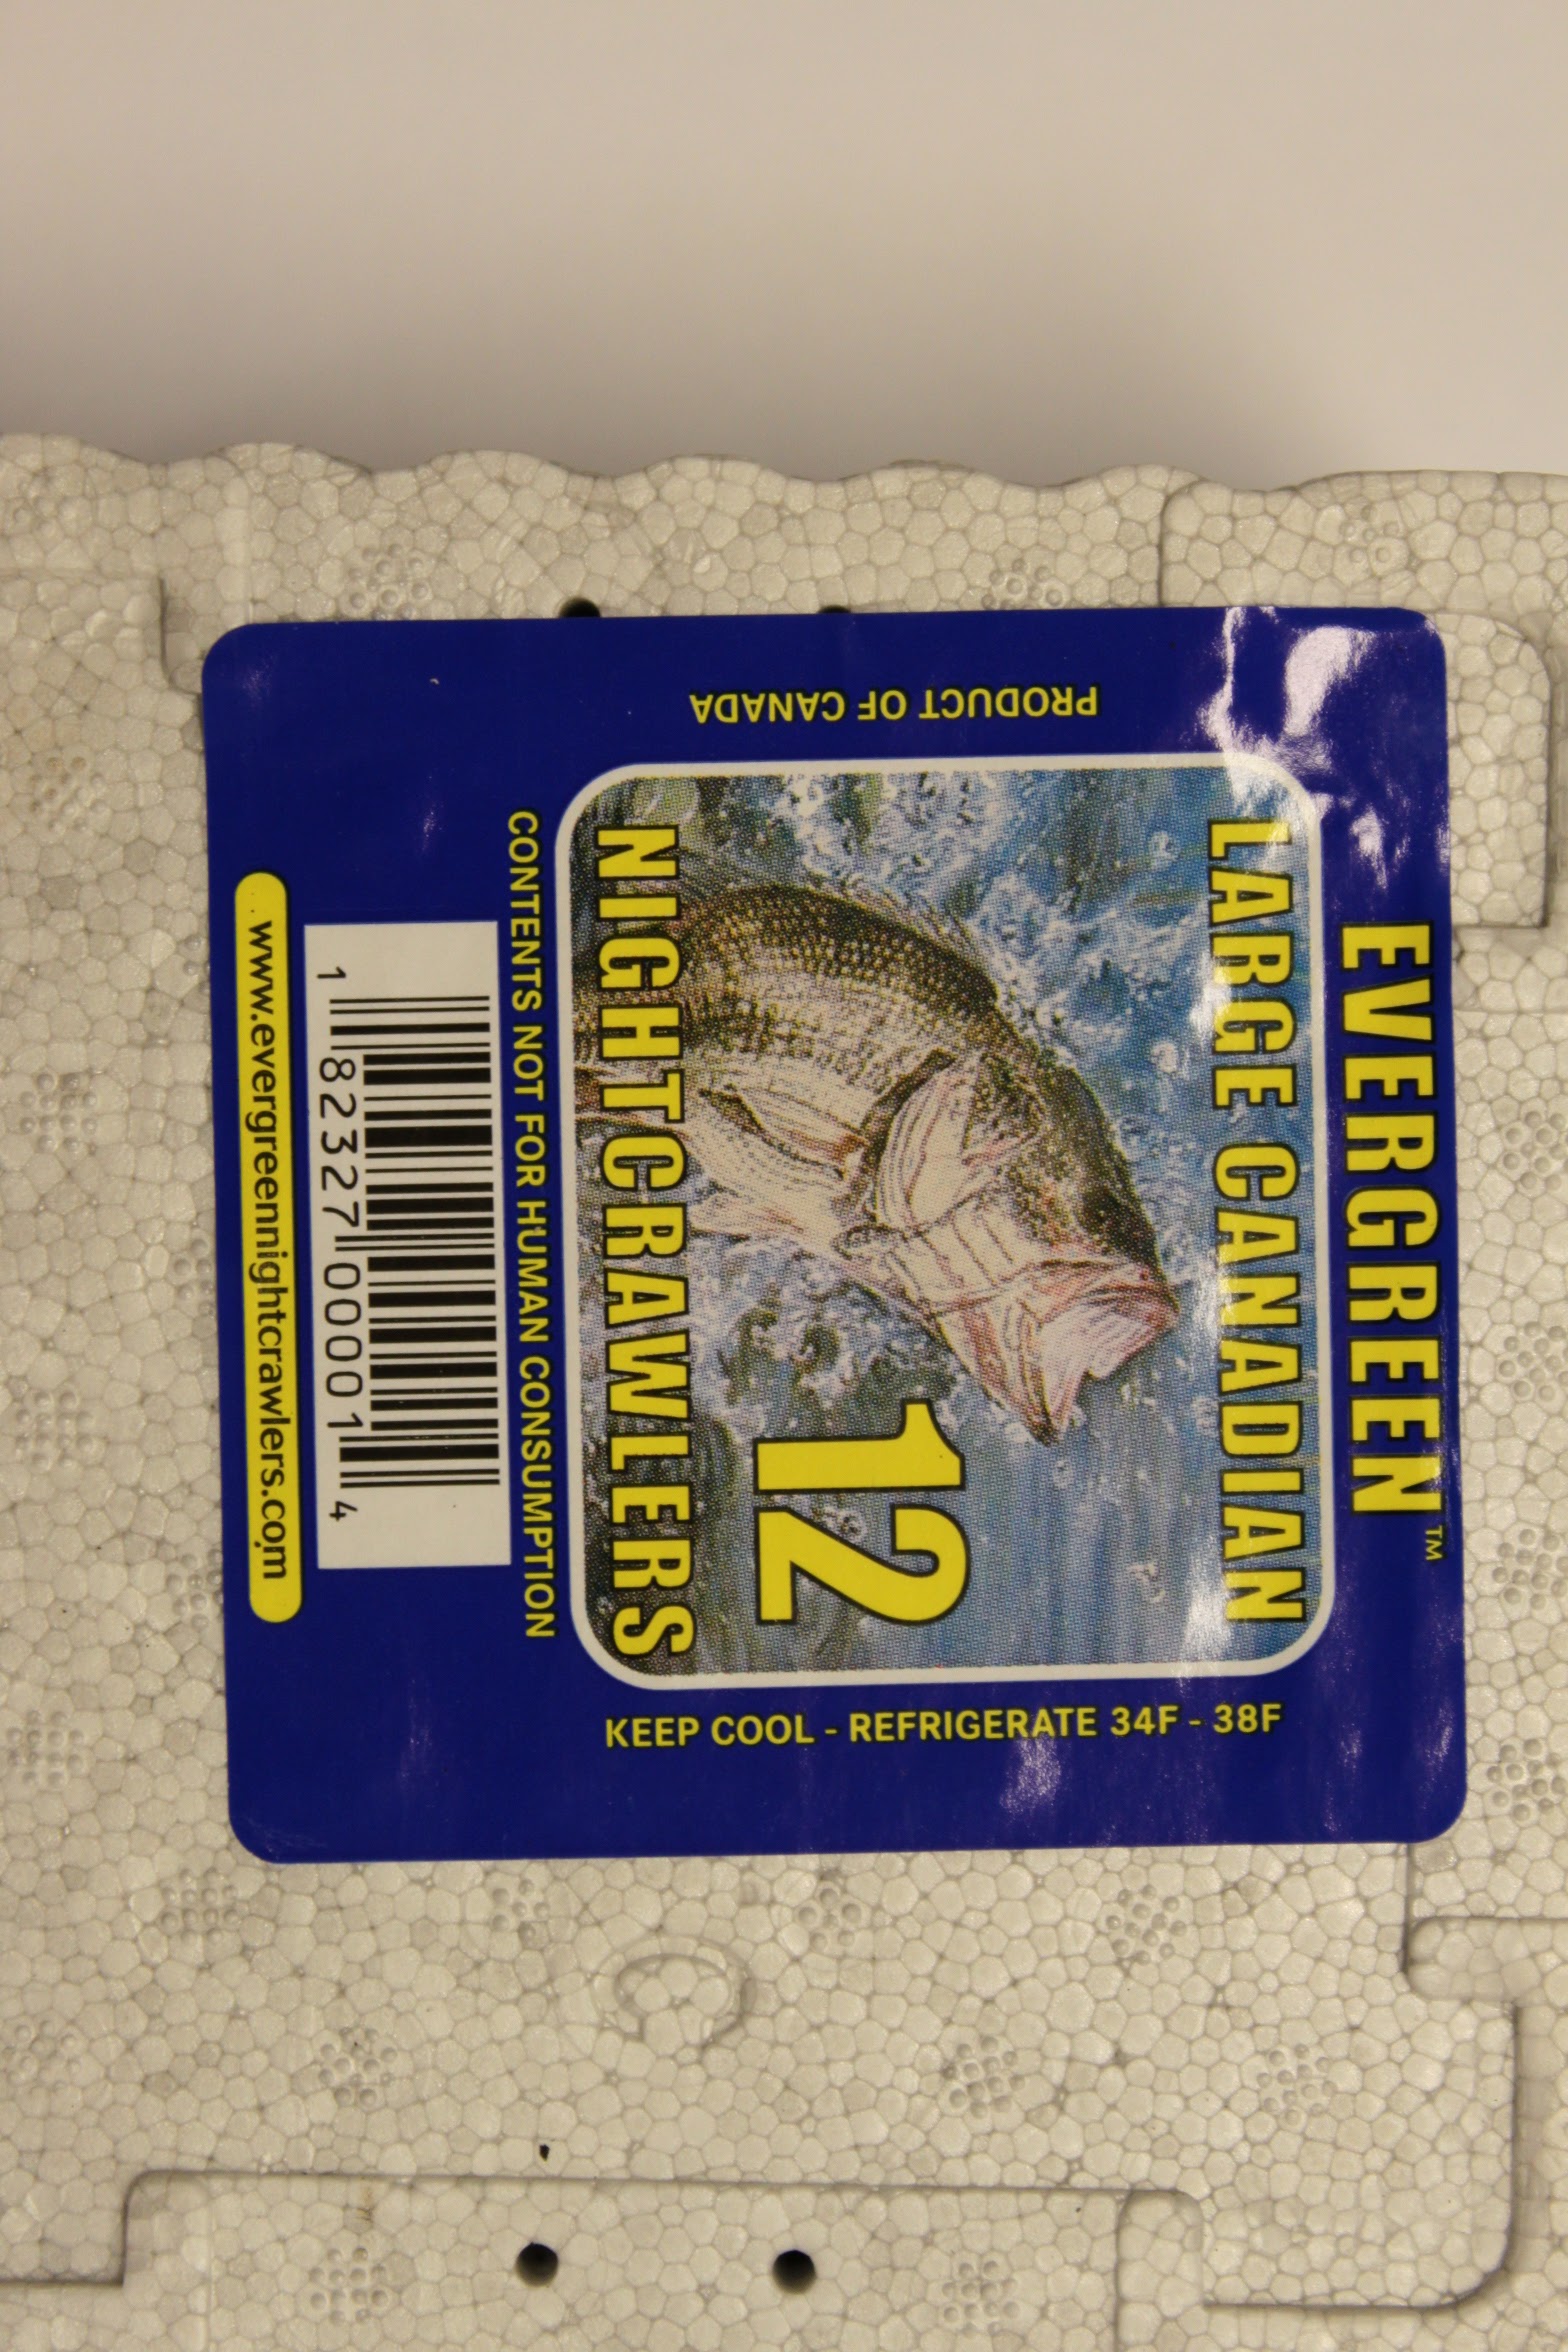 EVERGREEN™
LARGE CANADIAN
12
NIGHTCRAWLERS
PRODUCT OF CANADA
KEEP COOL - REFRIGERATE 34F - 38F
CONTENTS NOT FOR HUMAN CONSUMPTION
1 82327 00001 4
www.evergreennightcrawlers.com